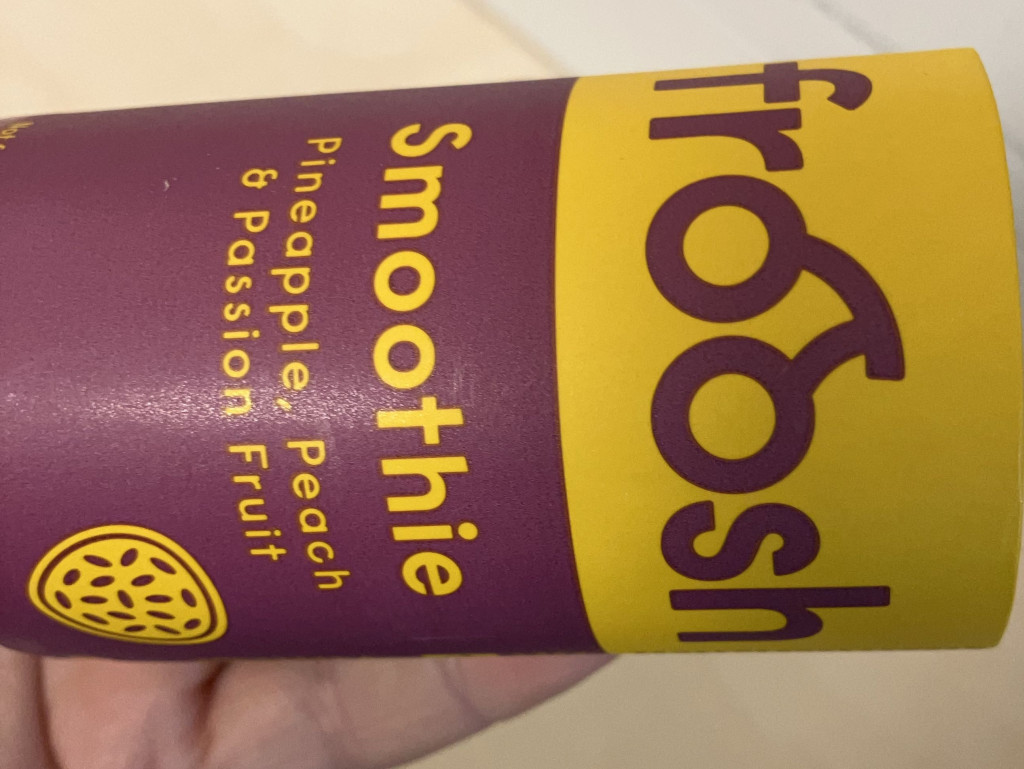 froosh
Smoothie
Pineapple, Peach
& Passion Fruit